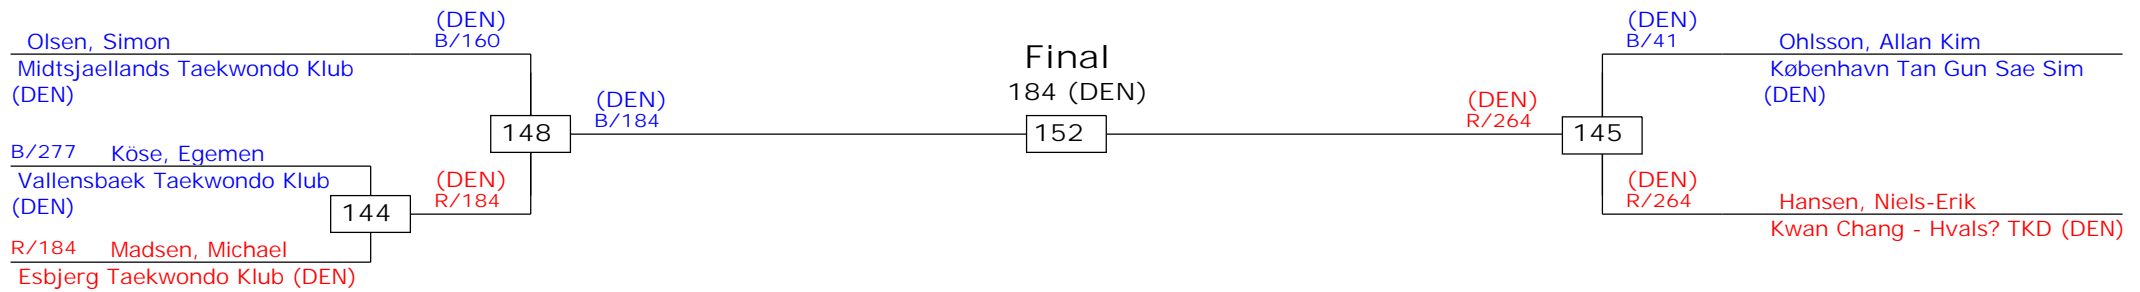 (DEN)
B/160
Olsen, Simon
Midtsjaellands Taekwondo Klub
(DEN)
B/277 Köse, Egemen
Vallensbaek Taekwondo Klub
(DEN)
R/184 Madsen, Michael
Esbjerg Taekwondo Klub (DEN)
144
(DEN)
R/184
148
(DEN)
B/184
Final
184 (DEN)
152
(DEN)
R/264
145
(DEN)
B/41
Ohlsson, Allan Kim
København Tan Gun Sae Sim
(DEN)
(DEN)
R/264
Hansen, Niels-Erik
Kwan Chang - Hvals? TKD (DEN)